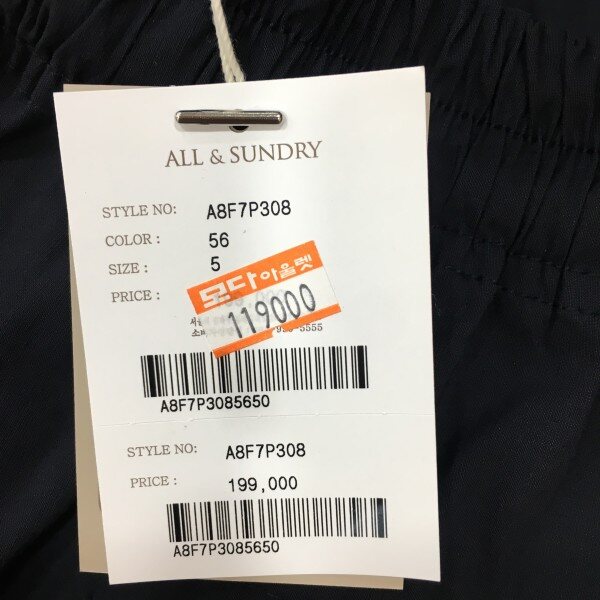 ALL & SUNDRY
STYLE NO: A8F7P308
COLOR : 56
SIZE : 5
PRICE :
모다아울렛
119000
5555
A8F7P3085650
STYLE NO: A8F7P308
PRICE : 199,000
A8F7P3085650